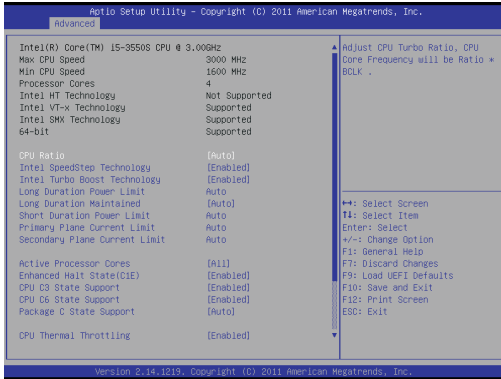 Aptio Setup Utility - Copyright (C) 2011 American Megatrends, Inc.
Advanced
Intel(R) Core(TM) i5-3550S CPU @ 3.00GHz
Max CPU Speed 3000 MHz
Min CPU Speed 1600 MHz
Processor Cores 4
Intel HT Technology Not Supported
Intel VT-x Technology Supported
Intel SMX Technology Supported
64-bit Supported
CPU Ratio [Auto]
Intel SpeedStep Technology [Enabled]
Intel Turbo Boost Technology [Enabled]
Long Duration Power Limit Auto
Long Duration Maintained [Auto]
Short Duration Power Limit Auto
Primary Plane Current Limit Auto
Secondary Plane Current Limit Auto
Active Processor Cores [All]
Enhanced Halt State(C1E) [Enabled]
CPU C3 State Support [Enabled]
CPU C6 State Support [Enabled]
Package C State Support [Auto]
CPU Thermal Throttling [Enabled]
Adjust CPU Turbo Ratio, CPU
Core Frequency will be Ratio *
BCLK .
↔: Select Screen
↑↓: Select Item
Enter: Select
+/-: Change Option
F1: General Help
F7: Discard Changes
F9: Load UEFI Defaults
F10: Save and Exit
F12: Print Screen
ESC: Exit
Version 2.14.1219. Copyright (C) 2011 American Megatrends, Inc.